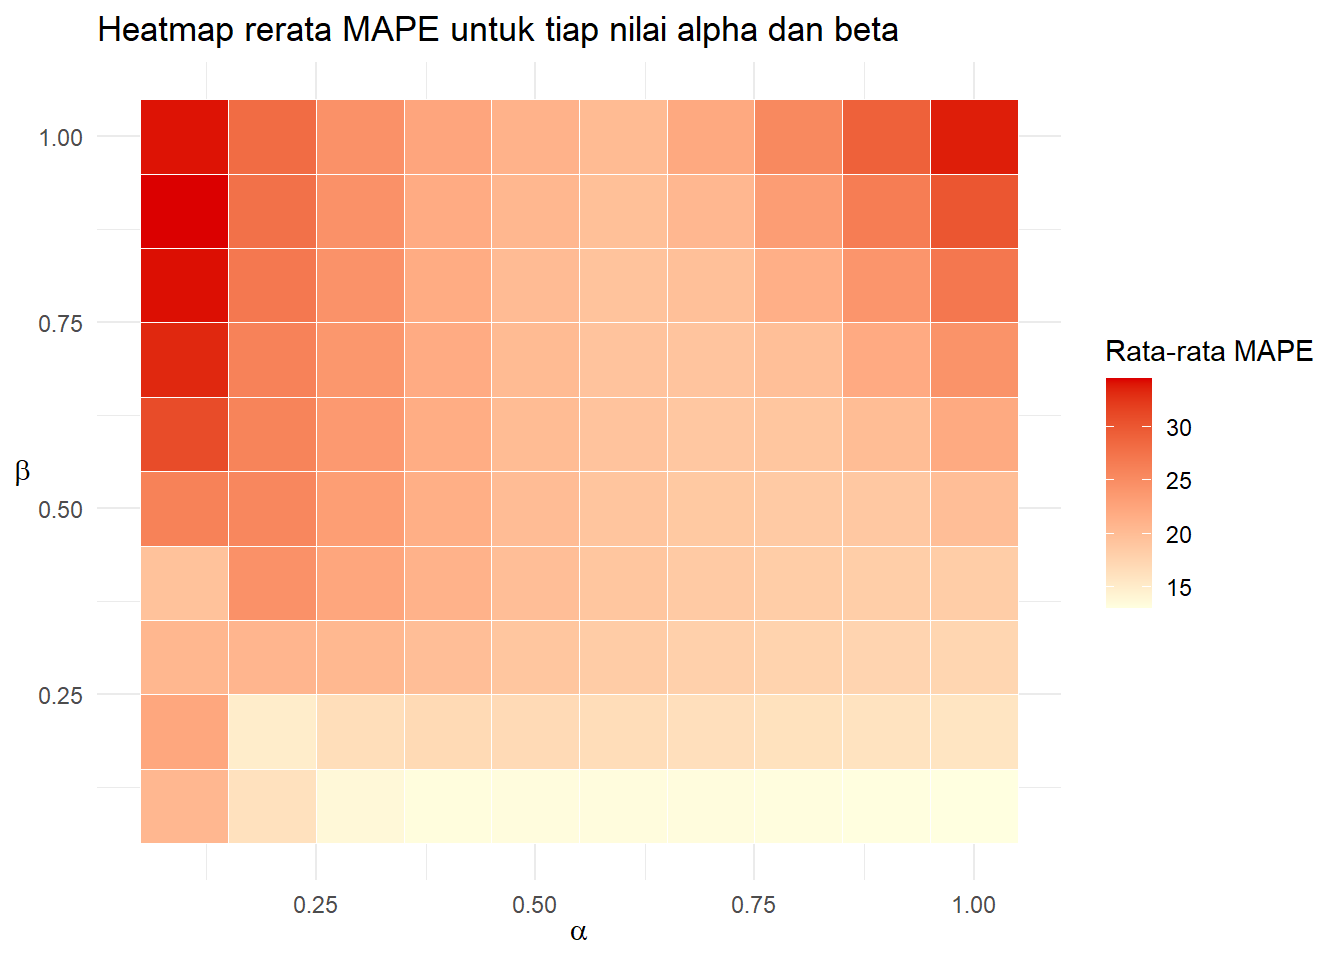 Heatmap rerata MAPE untuk tiap nilai alpha dan beta
1.00
0.75
0.50
0.25
β
0.25 0.50 0.75 1.00
α
Rata-rata MAPE
30
25
20
15